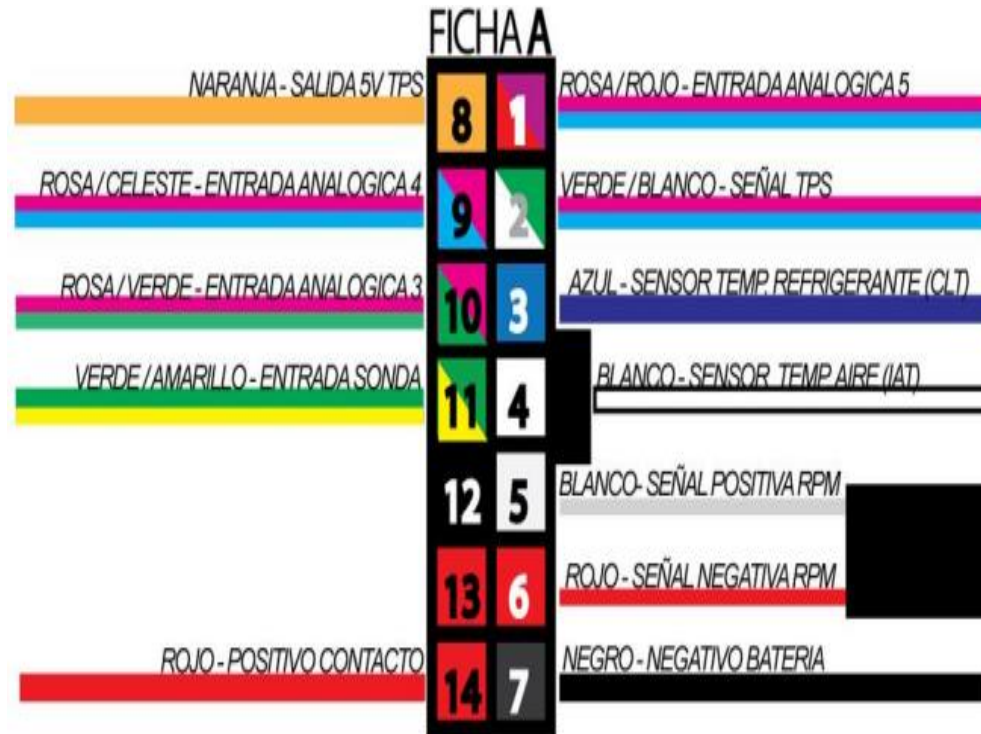 FICHA A
NARANJA - SALIDA 5V TPS
8
1
ROSA / ROJO - ENTRADA ANALOGICA 5
ROSA / CELESTE - ENTRADA ANALOGICA 4
9
2
VERDE / BLANCO - SEÑAL TPS
ROSA / VERDE - ENTRADA ANALOGICA 3
10
3
AZUL - SENSOR TEMP. REFRIGERANTE (CLT)
VERDE / AMARILLO - ENTRADA SONDA
11
4
BLANCO - SENSOR TEMP AIRE (IAT)
12
5
BLANCO- SEÑAL POSITIVA RPM
13
6
ROJO - SEÑAL NEGATIVA RPM
ROJO - POSITIVO CONTACTO
14
7
NEGRO - NEGATIVO BATERIA